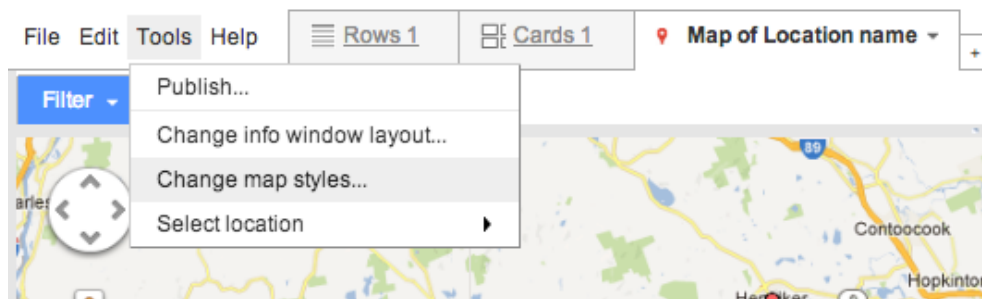 File Edit Tools Help Rows 1 Cards 1 Map of Location name +
Filter
Publish...
Change info window layout...
Change map styles...
Select location
89
Contoocook
Hopkinton